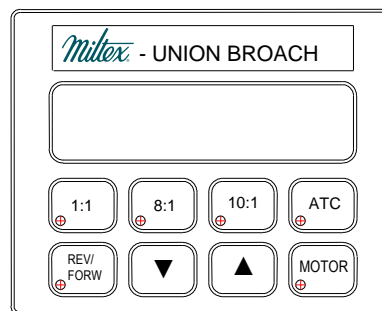 Miltex. - UNION BROACH
1:1 8:1 10:1 ATC
REV/
FORW ▼ ▲ MOTOR